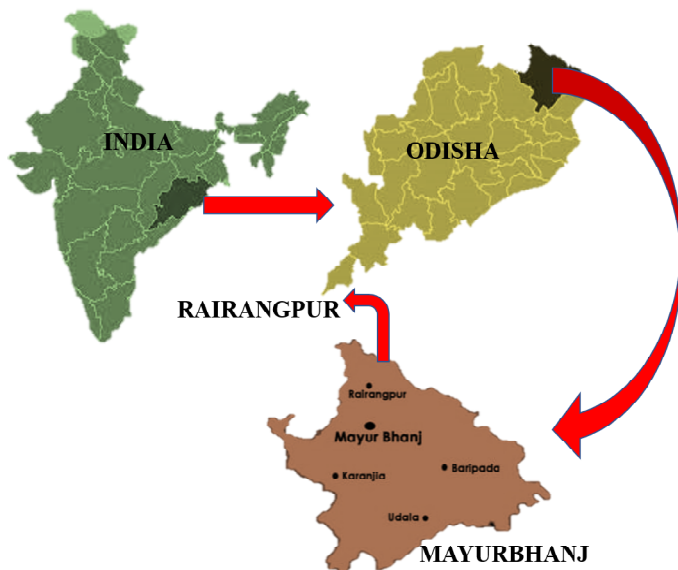 INDIA
ODISHA
RAIRANGPUR
Rairangpur
Mayur Bhanj
Karanjia
Baripada
Udala
MAYURBHANJ